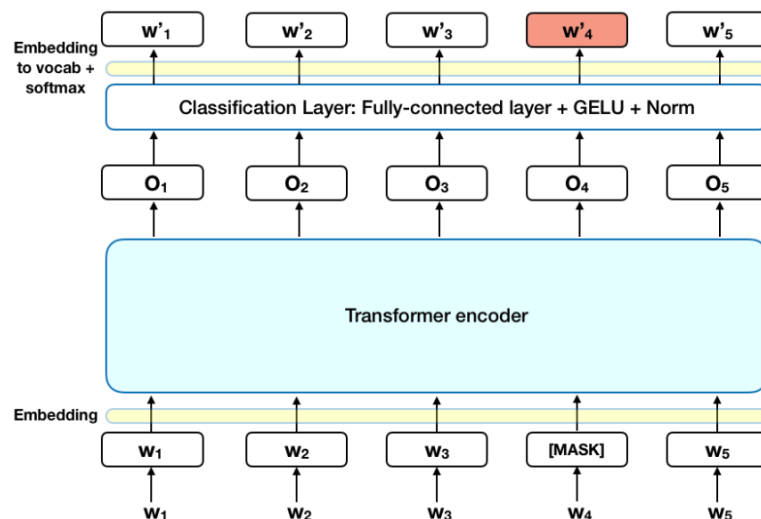 w'1 w'2 w'3 w'4 w'5
Embedding
to vocab +
softmax
Classification Layer: Fully-connected layer + GELU + Norm
O1 O2 O3 O4 O5
Transformer encoder
Embedding
W1 W2 W3 [MASK] W5
W1 W2 W3 W4 W5